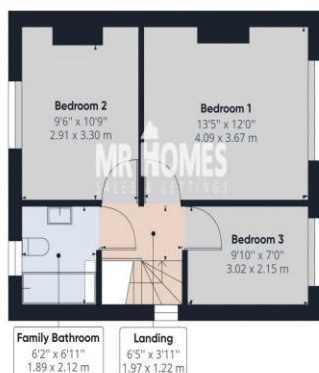 Bedroom 2
9'6" x 10'9"
2.91 x 3.30 m
Bedroom 1
13'5" x 12'0"
4.09 x 3.67 m
MR HOMES
SALES & LETTINGS
Bedroom 3
9'10" x 7'0"
3.02 x 2.15 m
Family Bathroom
6'2" x 6'11"
1.89 x 2.12 m
Landing
6'5" x 3'11"
1.97 x 1.22 m